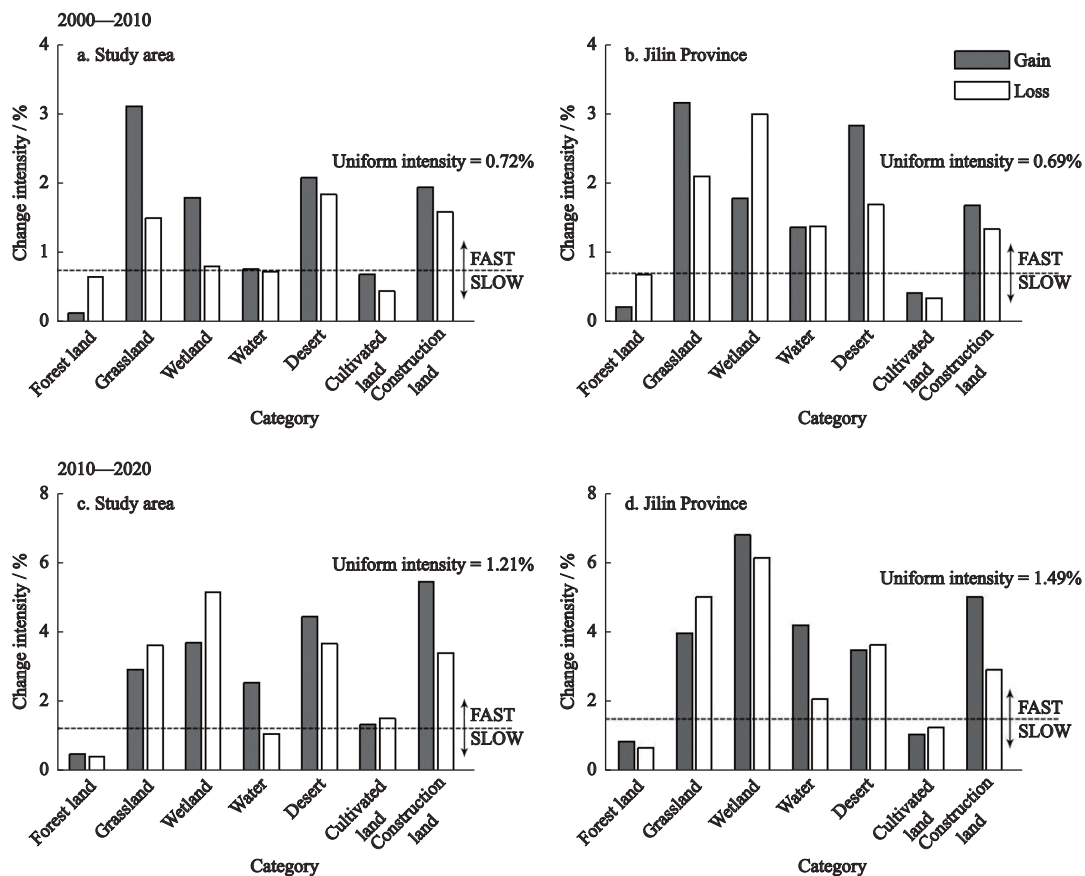 2000—2010
a. Study area
Change intensity / %
4
3
2
1
0
Uniform intensity = 0.72%
FAST
SLOW
Forest land
Grassland
Wetland
Water
Desert
Cultivated
land
Construction
land
Category
b. Jilin Province
Gain
Loss
Change intensity / %
4
3
2
1
0
Uniform intensity = 0.69%
FAST
SLOW
Forest land
Grassland
Wetland
Water
Desert
Cultivated
land
Construction
land
Category
2010—2020
c. Study area
Change intensity / %
8
6
4
2
0
Uniform intensity = 1.21%
FAST
SLOW
Forest land
Grassland
Wetland
Water
Desert
Cultivated
land
Construction
land
Category
d. Jilin Province
Change intensity / %
8
6
4
2
0
Uniform intensity = 1.49%
FAST
SLOW
Forest land
Grassland
Wetland
Water
Desert
Cultivated
land
Construction
land
Category